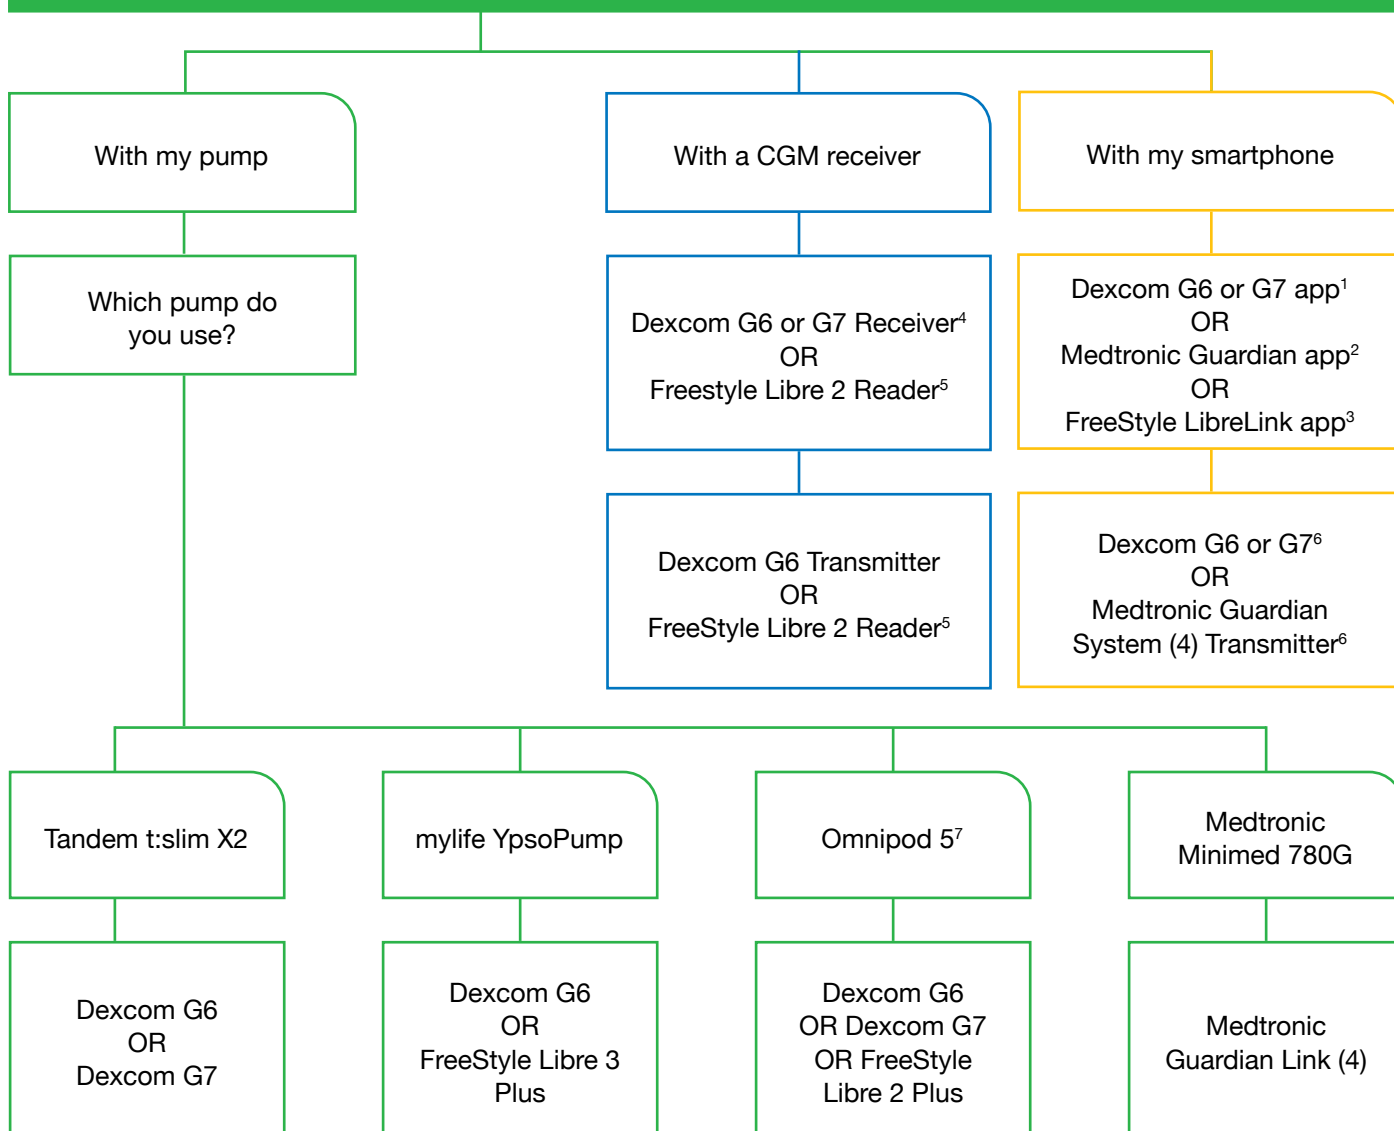 With my pump
With a CGM receiver
With my smartphone
Which pump do
you use?
Dexcom G6 or G7 Receiver⁴
OR
Freestyle Libre 2 Reader⁵
Dexcom G6 or G7 app¹
OR
Medtronic Guardian app²
OR
FreeStyle LibreLink app³
Dexcom G6 Transmitter
OR
FreeStyle Libre 2 Reader⁵
Dexcom G6 or G7⁶
OR
Medtronic Guardian
System (4) Transmitter⁶
Tandem t:slim X2
mylife YpsoPump
Omnipod 5⁷
Medtronic
Minimed 780G
Dexcom G6
OR
Dexcom G7
Dexcom G6
OR
FreeStyle Libre 3
Plus
Dexcom G6
OR Dexcom G7
OR FreeStyle
Libre 2 Plus
Medtronic
Guardian Link (4)